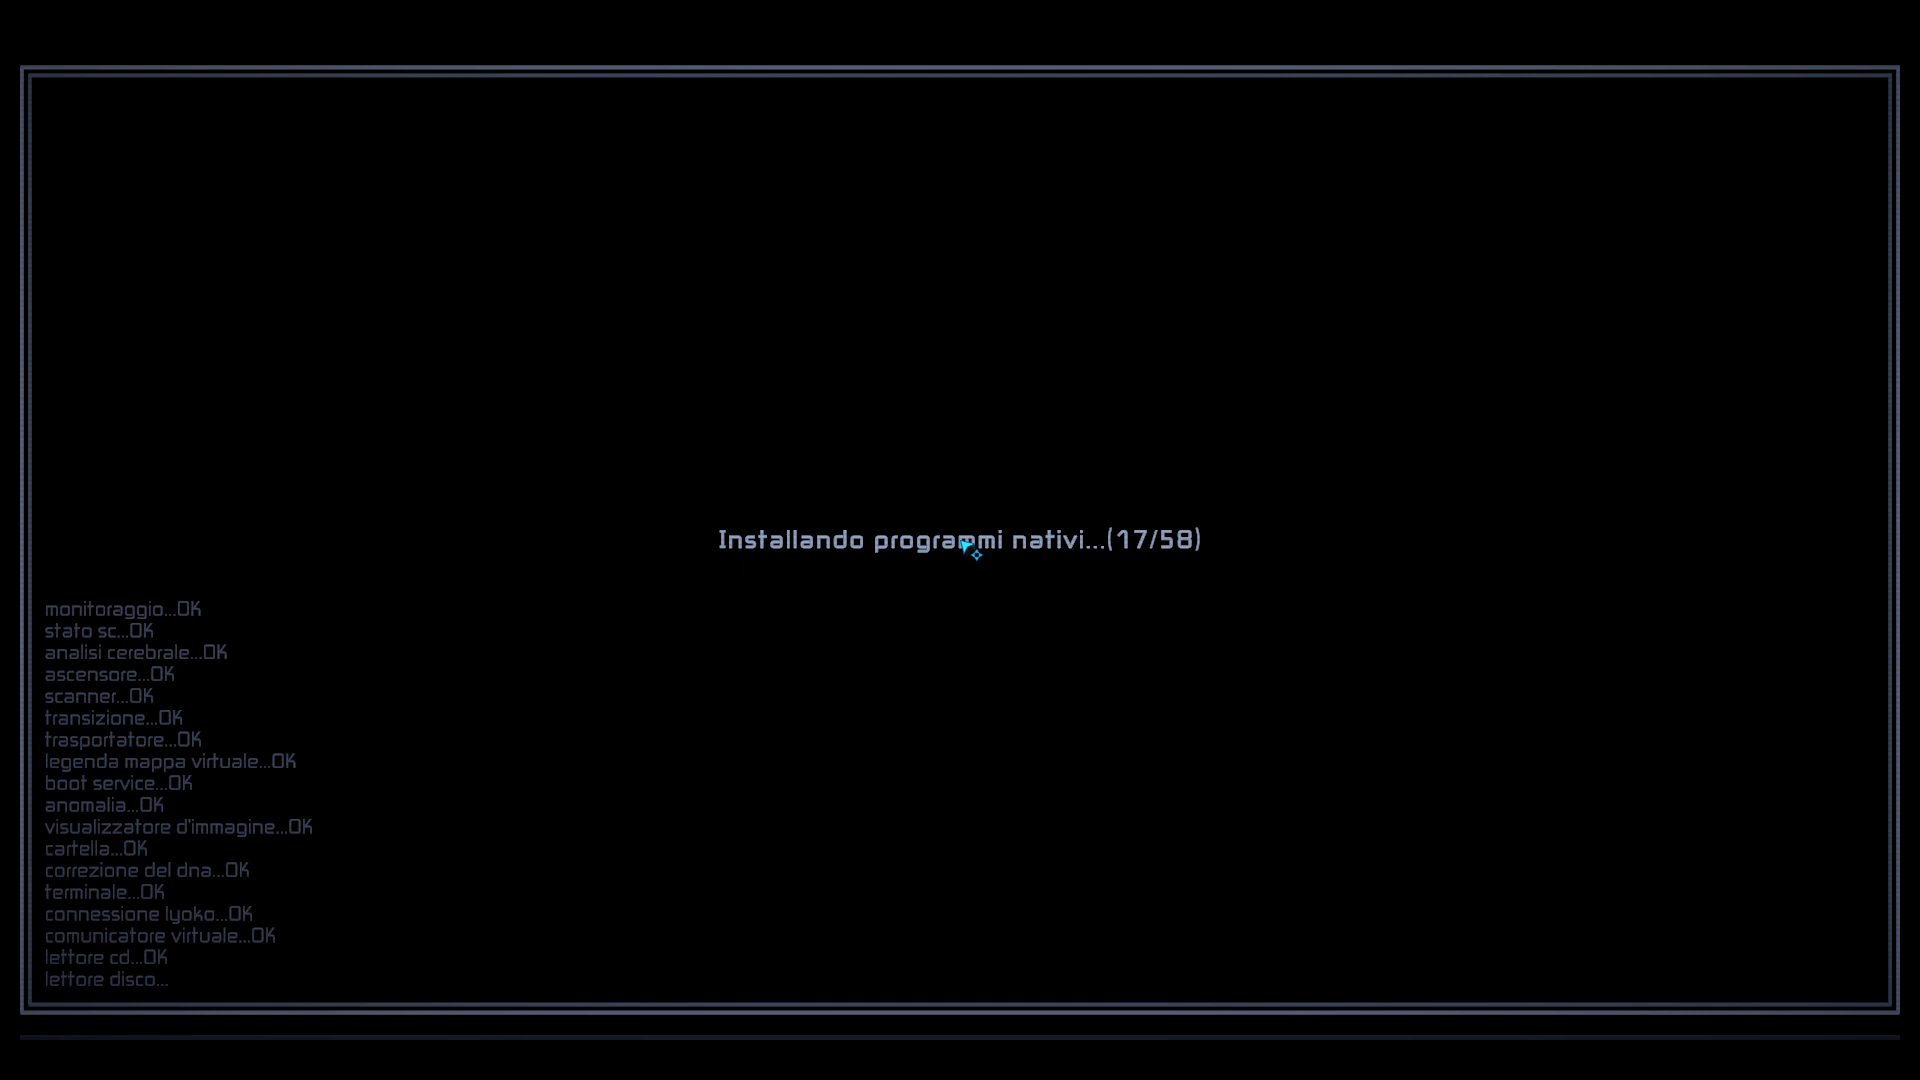 Installando programmi nativi...(17/58)
monitoraggio...OK
stato sc...OK
analisi cerebrale...OK
ascensore...OK
scanner...OK
transizione...OK
trasportatore...OK
legenda mappa virtuale...OK
boot service...OK
anomalia...OK
visualizzatore d'immagine...OK
cartella...OK
correzione del dna...OK
terminale...OK
connessione lyoko...OK
comunicatore virtuale...OK
lettore cd...OK
lettore disco...